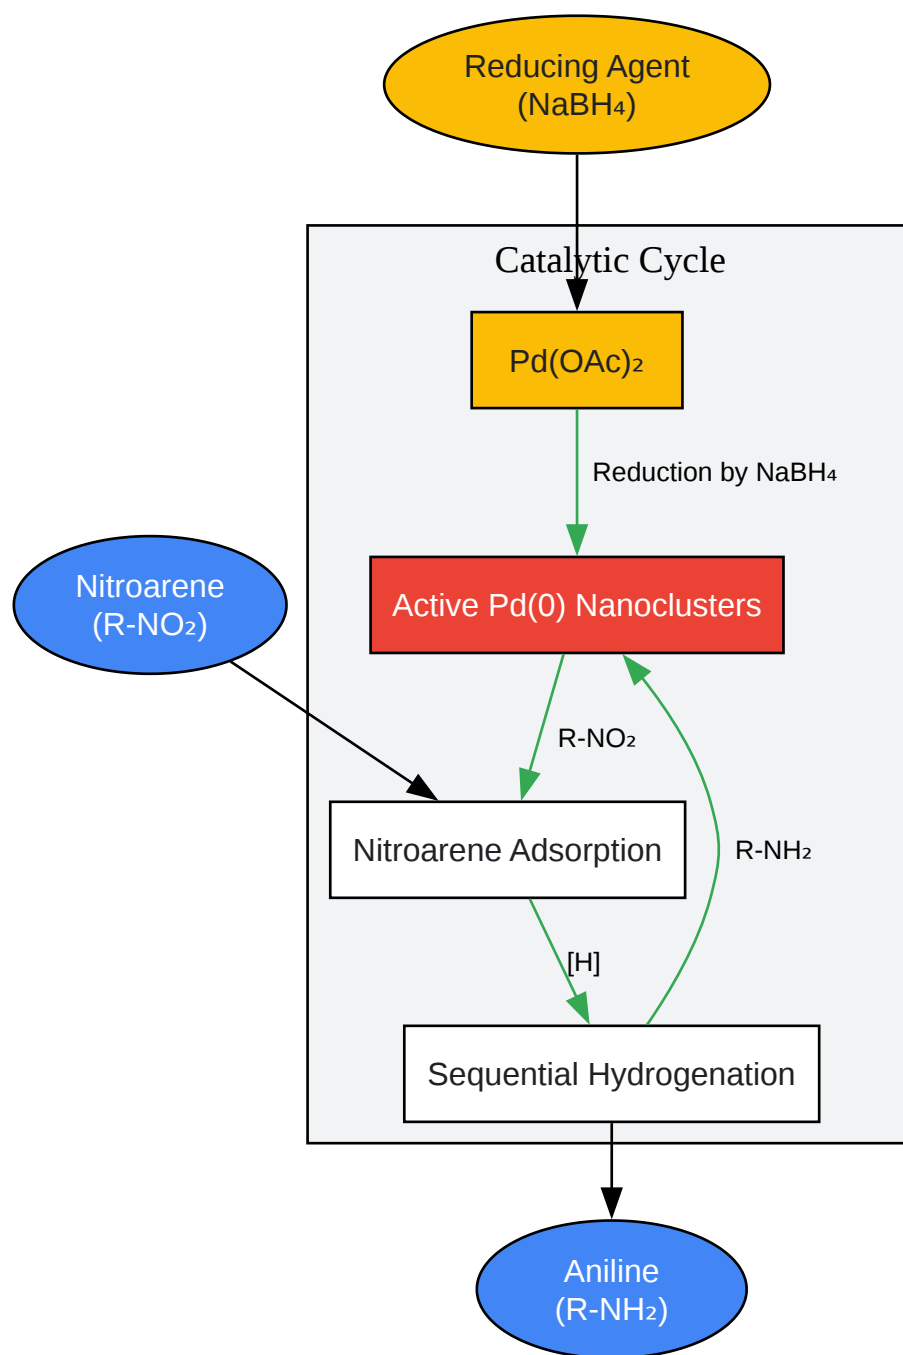 Reducing Agent
(NaBH₄)
Catalytic Cycle
Pd(OAc)₂
Reduction by NaBH₄
Nitroarene
(R-NO₂)
Active Pd(0) Nanoclusters
R-NO₂
Nitroarene Adsorption
R-NH₂
[H]
Sequential Hydrogenation
Aniline
(R-NH₂)